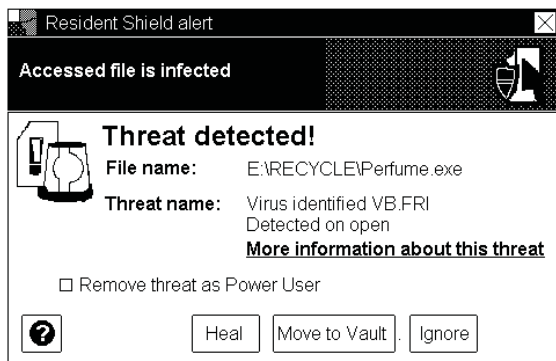 Resident Shield alert
Accessed file is infected
Threat detected!
File name: E:\RECYCLE\Perfume.exe
Threat name: Virus identified VB.FRI
Detected on open
More information about this threat
Remove threat as Power User
? Heal Move to Vault . Ignore